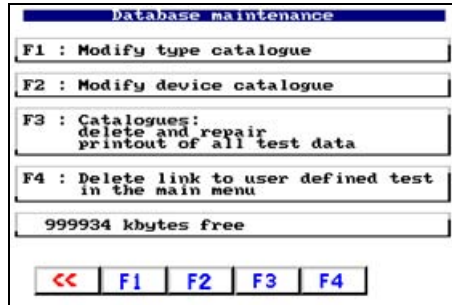 Database maintenance
F1 : Modify type catalogue
F2 : Modify device catalogue
F3 : Catalogues:
delete and repair
printout of all test data
F4 : Delete link to user defined test
in the main menu
999934 kbytes free
<< F1 F2 F3 F4